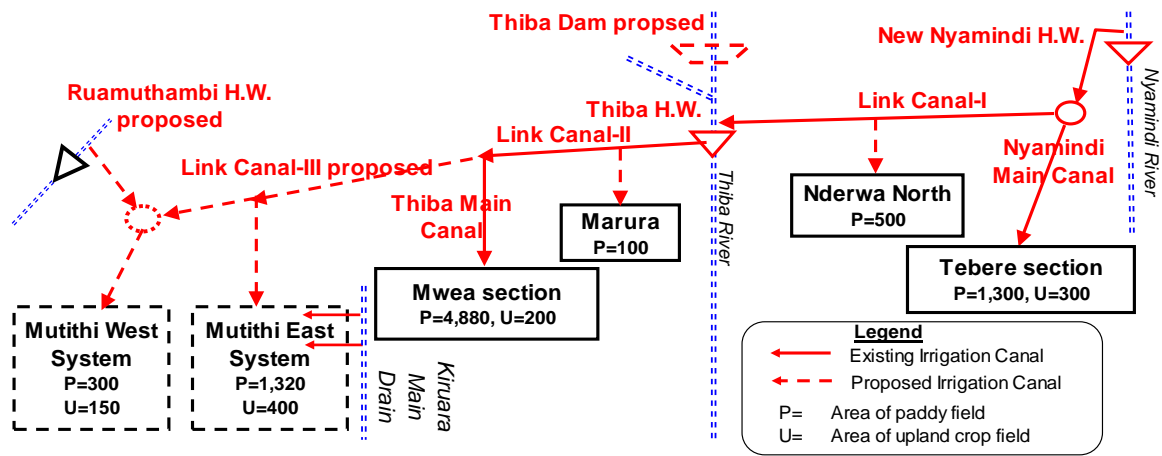 Thiba Dam propsed
New Nyamindi H.W.
Ruamuthambi H.W.
proposed
Thiba H.W.
Link Canal-I
Nyamindi River
Link Canal-II
Link Canal-III proposed
Nyamindi
Main Canal
Thiba Main
Canal
Marura
P=100
Thiba River
Nderwa North
P=500
Tebere section
P=1,300, U=300
Mwea section
P=4,880, U=200
Mutithi West
System
P=300
U=150
Mutithi East
System
P=1,320
U=400
Kiruara
Main
Drain
Legend
Existing Irrigation Canal
Proposed Irrigation Canal
P= Area of paddy field
U= Area of upland crop field